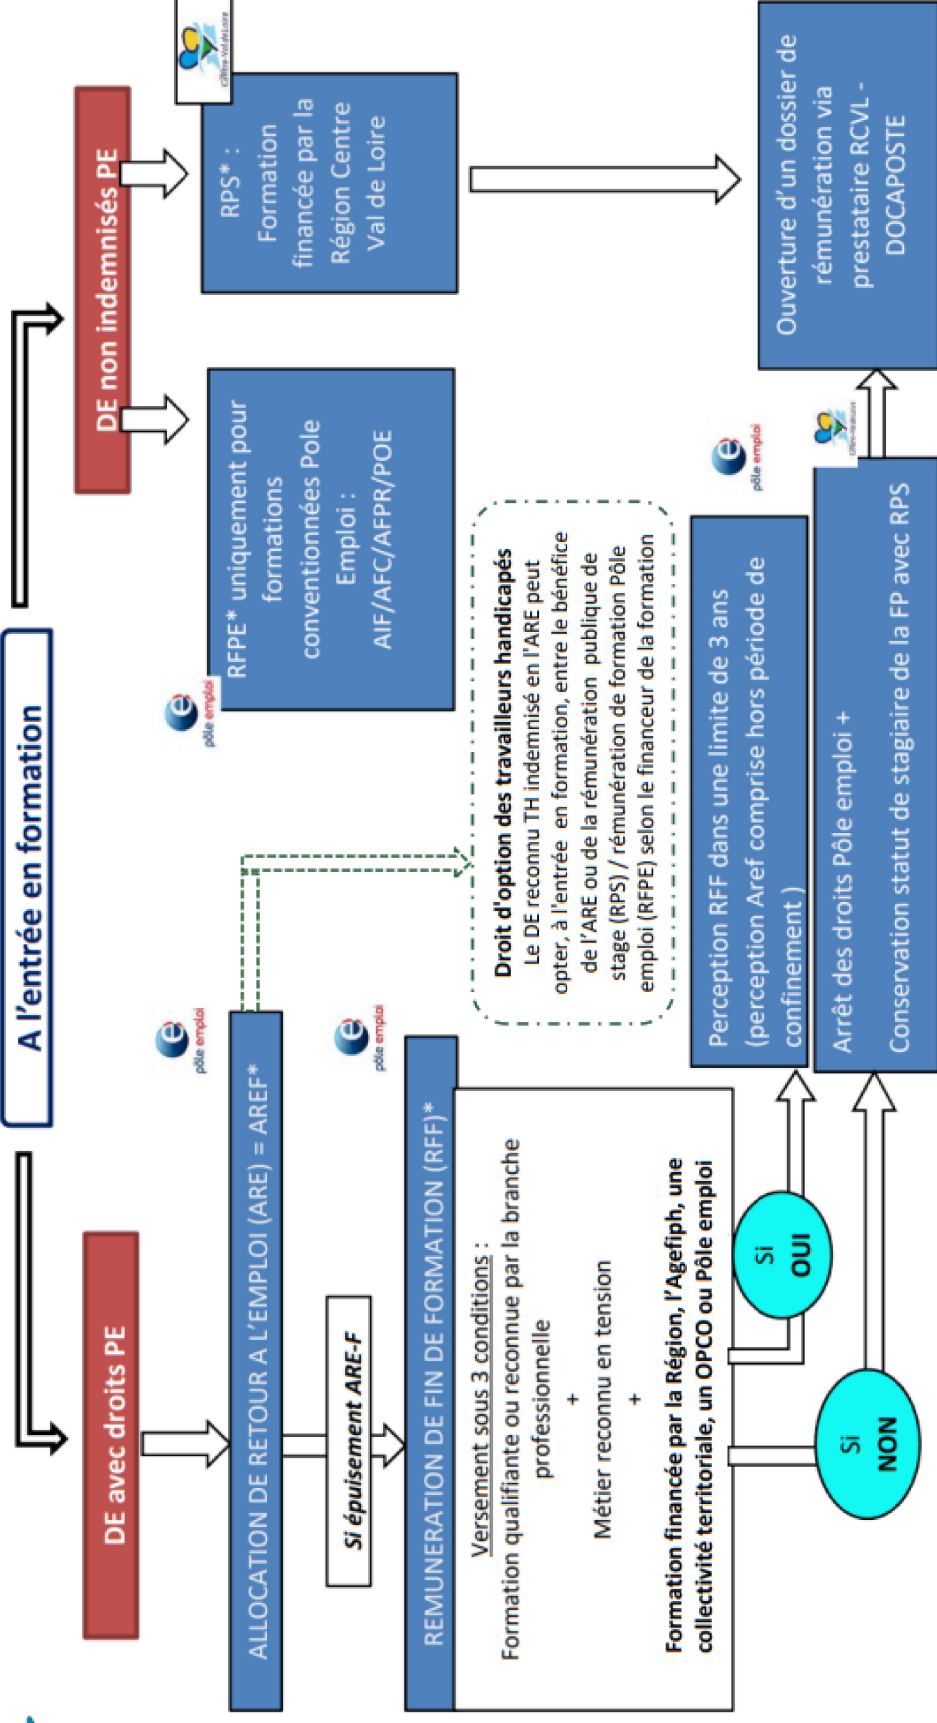 A l'entrée en formation
DE avec droits PE
DE non indemnisés PE
pôle emploi
ALLOCATION DE RETOUR A L'EMPLOI (ARE) = AREF*
Si épuisement ARE-F
pôle emploi
REMUNERATION DE FIN DE FORMATION (RFF)*
Versement sous 3 conditions :
Formation qualifiante ou reconnue par la branche
professionnelle
+
Métier reconnu en tension
+
Formation financée par la Région, l'Agefiph, une
collectivité territoriale, un OPCO ou Pôle emploi
pôle emploi
RFPE* uniquement pour
formations
conventionnées Pole
Emploi :
AIF/AFC/AFPR/POE
Centre-Val de Loire
RPS* :
Formation
financée par la
Région Centre
Val de Loire
Droit d'option des travailleurs handicapés
Le DE reconnu TH indemnisé en l'ARE peut
opter, à l'entrée en formation, entre le bénéfice
de l'ARE ou de la rémunération publique de
stage (RPS) / rémunération de formation Pôle
emploi (RFPE) selon le financeur de la formation
Si
OUI
Perception RFF dans une limite de 3 ans
(perception Aref comprise hors période de
confinement )
pôle emploi
Si
NON
Arrêt des droits Pôle emploi +
Conservation statut de stagiaire de la FP avec RPS
Centre-Val de Loire
Ouverture d'un dossier de
rémunération via
prestataire RCVL -
DOCAPOSTE